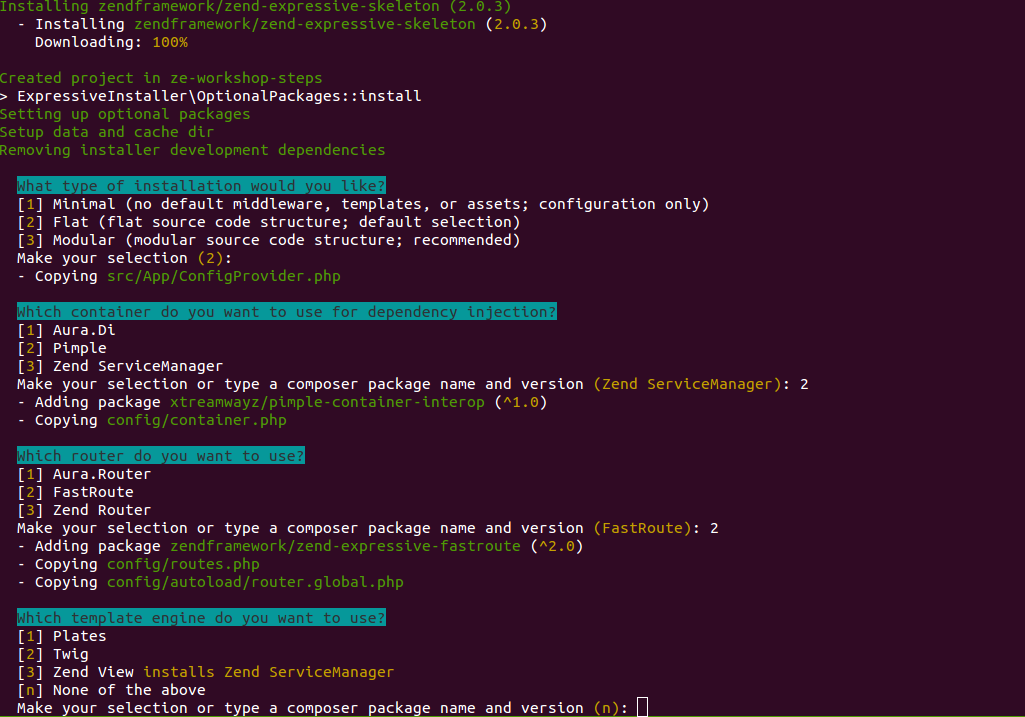 Installing zendframework/zend-expressive-skeleton (2.0.3)
- Installing zendframework/zend-expressive-skeleton (2.0.3)
Downloading: 100%
Created project in ze-workshop-steps
> ExpressiveInstaller\OptionalPackages::install
Setting up optional packages
Setup data and cache dir
Removing installer development dependencies
What type of installation would you like?
[1] Minimal (no default middleware, templates, or assets; configuration only)
[2] Flat (flat source code structure; default selection)
[3] Modular (modular source code structure; recommended)
Make your selection (2):
- Copying src/App/ConfigProvider.php
Which container do you want to use for dependency injection?
[1] Aura.Di
[2] Pimple
[3] Zend ServiceManager
Make your selection or type a composer package name and version (Zend ServiceManager): 2
- Adding package xtreamwayz/pimple-container-interop (^1.0)
- Copying config/container.php
Which router do you want to use?
[1] Aura.Router
[2] FastRoute
[3] Zend Router
Make your selection or type a composer package name and version (FastRoute): 2
- Adding package zendframework/zend-expressive-fastroute (^2.0)
- Copying config/routes.php
- Copying config/autoload/router.global.php
Which template engine do you want to use?
[1] Plates
[2] Twig
[3] Zend View installs Zend ServiceManager
[n] None of the above
Make your selection or type a composer package name and version (n):